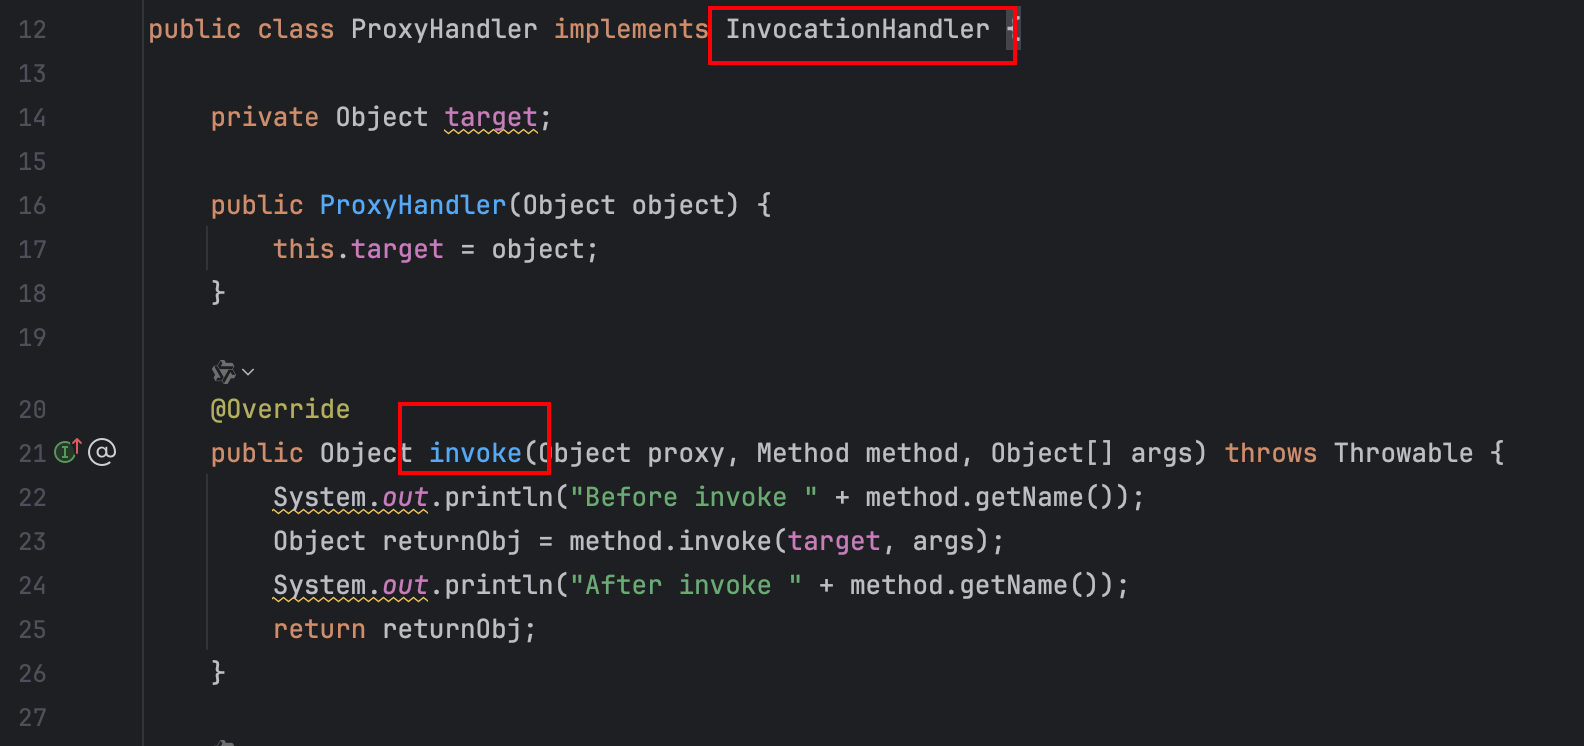 12 public class ProxyHandler implements InvocationHandler {
13
14 private Object target;
15
16 public ProxyHandler(Object object) {
17 this.target = object;
18 }
19
20 @Override
21 public Object invoke(Object proxy, Method method, Object[] args) throws Throwable {
22 System.out.println("Before invoke " + method.getName());
23 Object returnObj = method.invoke(target, args);
24 System.out.println("After invoke " + method.getName());
25 return returnObj;
26 }
27